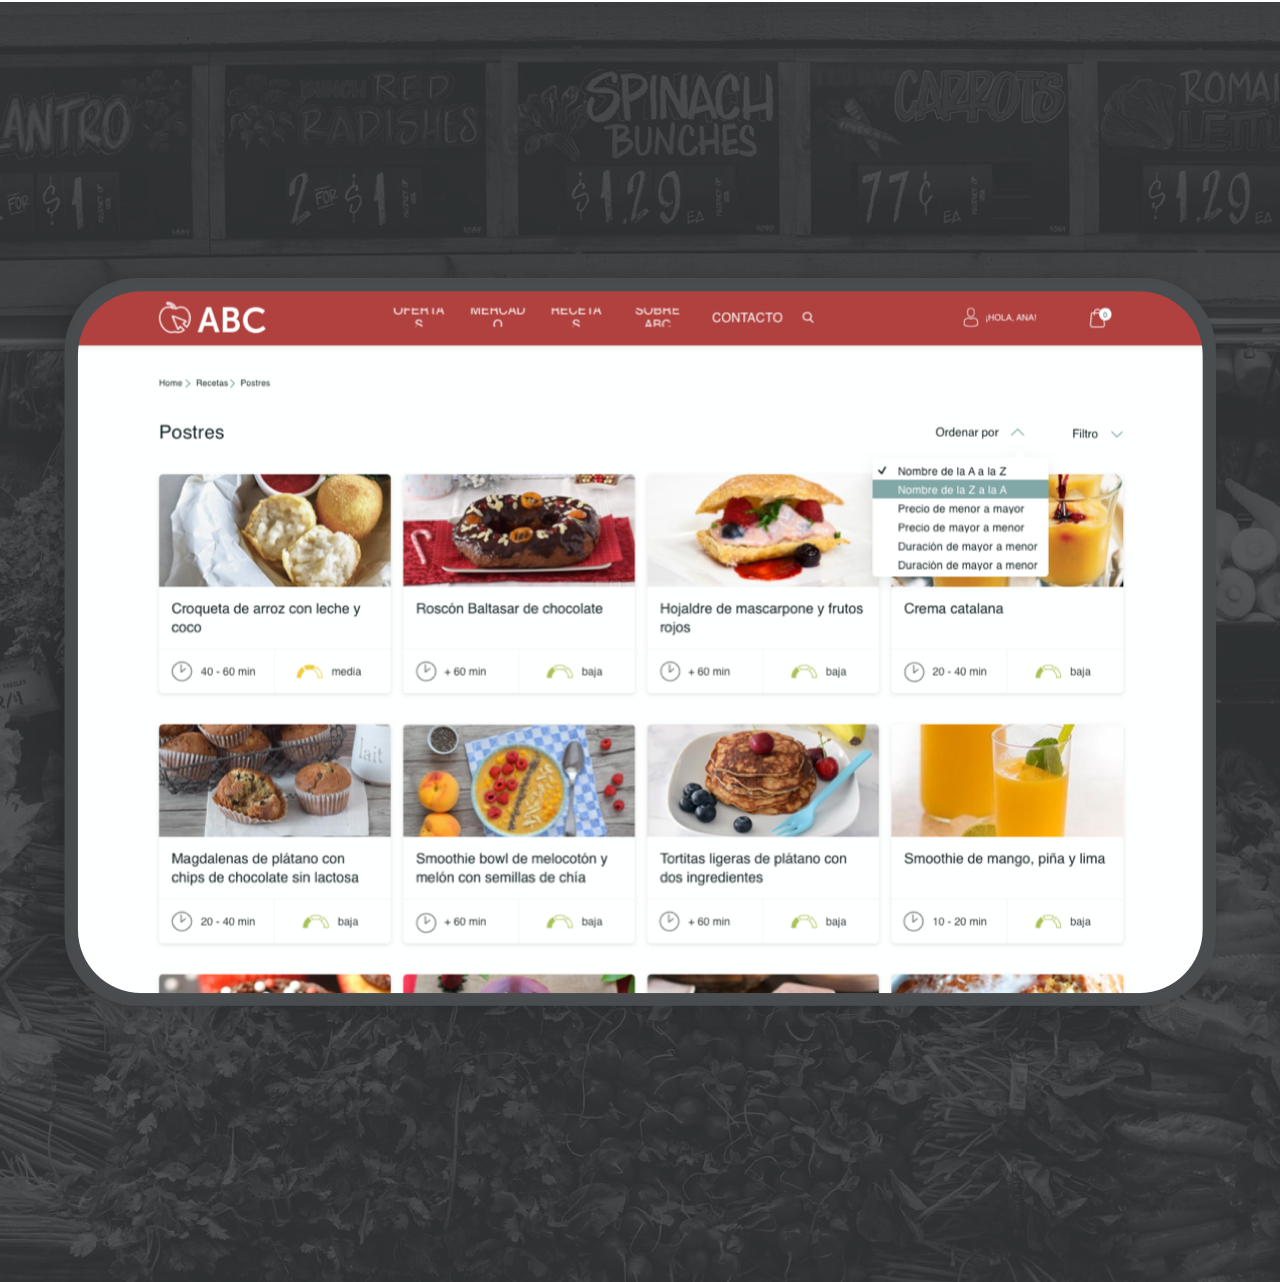 ANTRO
FOR $1
BUNCH RED
RADISHES
2 FOR $1
SPINACH
BUNCHES
$1.29 EA
CARROTS
77¢ EA
ROMAI
LETTU
$1.29 EA
ABC
OFERTA
S
MERCAD
O
RECETA
S
SOBRE
ABC
CONTACTO
¡HOLA, ANA!
0
Home > Recetas > Postres
Postres
Ordenar por
Filtro
✓ Nombre de la A a la Z
Nombre de la Z a la A
Precio de menor a mayor
Precio de mayor a menor
Duración de mayor a menor
Duración de mayor a menor
Croqueta de arroz con leche y
coco
40 - 60 min
media
Roscón Baltasar de chocolate
+ 60 min
baja
Hojaldre de mascarpone y frutos
rojos
+ 60 min
baja
Crema catalana
20 - 40 min
baja
lait
Magdalenas de plátano con
chips de chocolate sin lactosa
20 - 40 min
baja
Smoothie bowl de melocotón y
melón con semillas de chía
+ 60 min
baja
Tortitas ligeras de plátano con
dos ingredientes
+ 60 min
baja
Smoothie de mango, piña y lima
10 - 20 min
baja